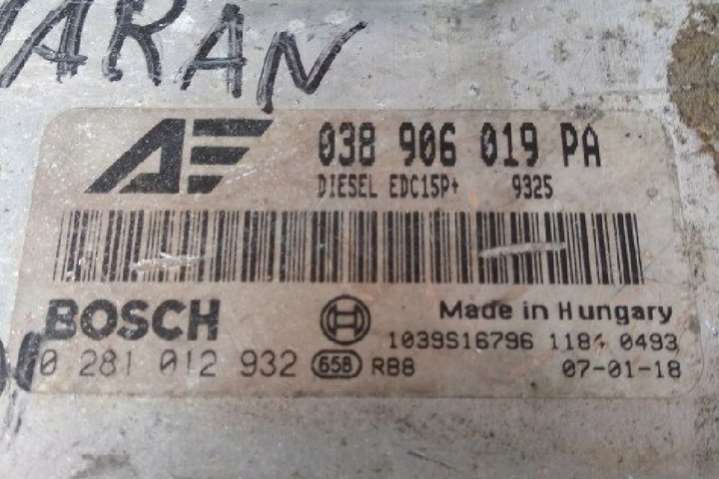 ARAN
AE 038 906 019 PA
DIESEL EDC15P+ 9325
BOSCH Made in Hungary
1039S16796 1184 0493
0 281 012 932 658 RBB 07-01-18